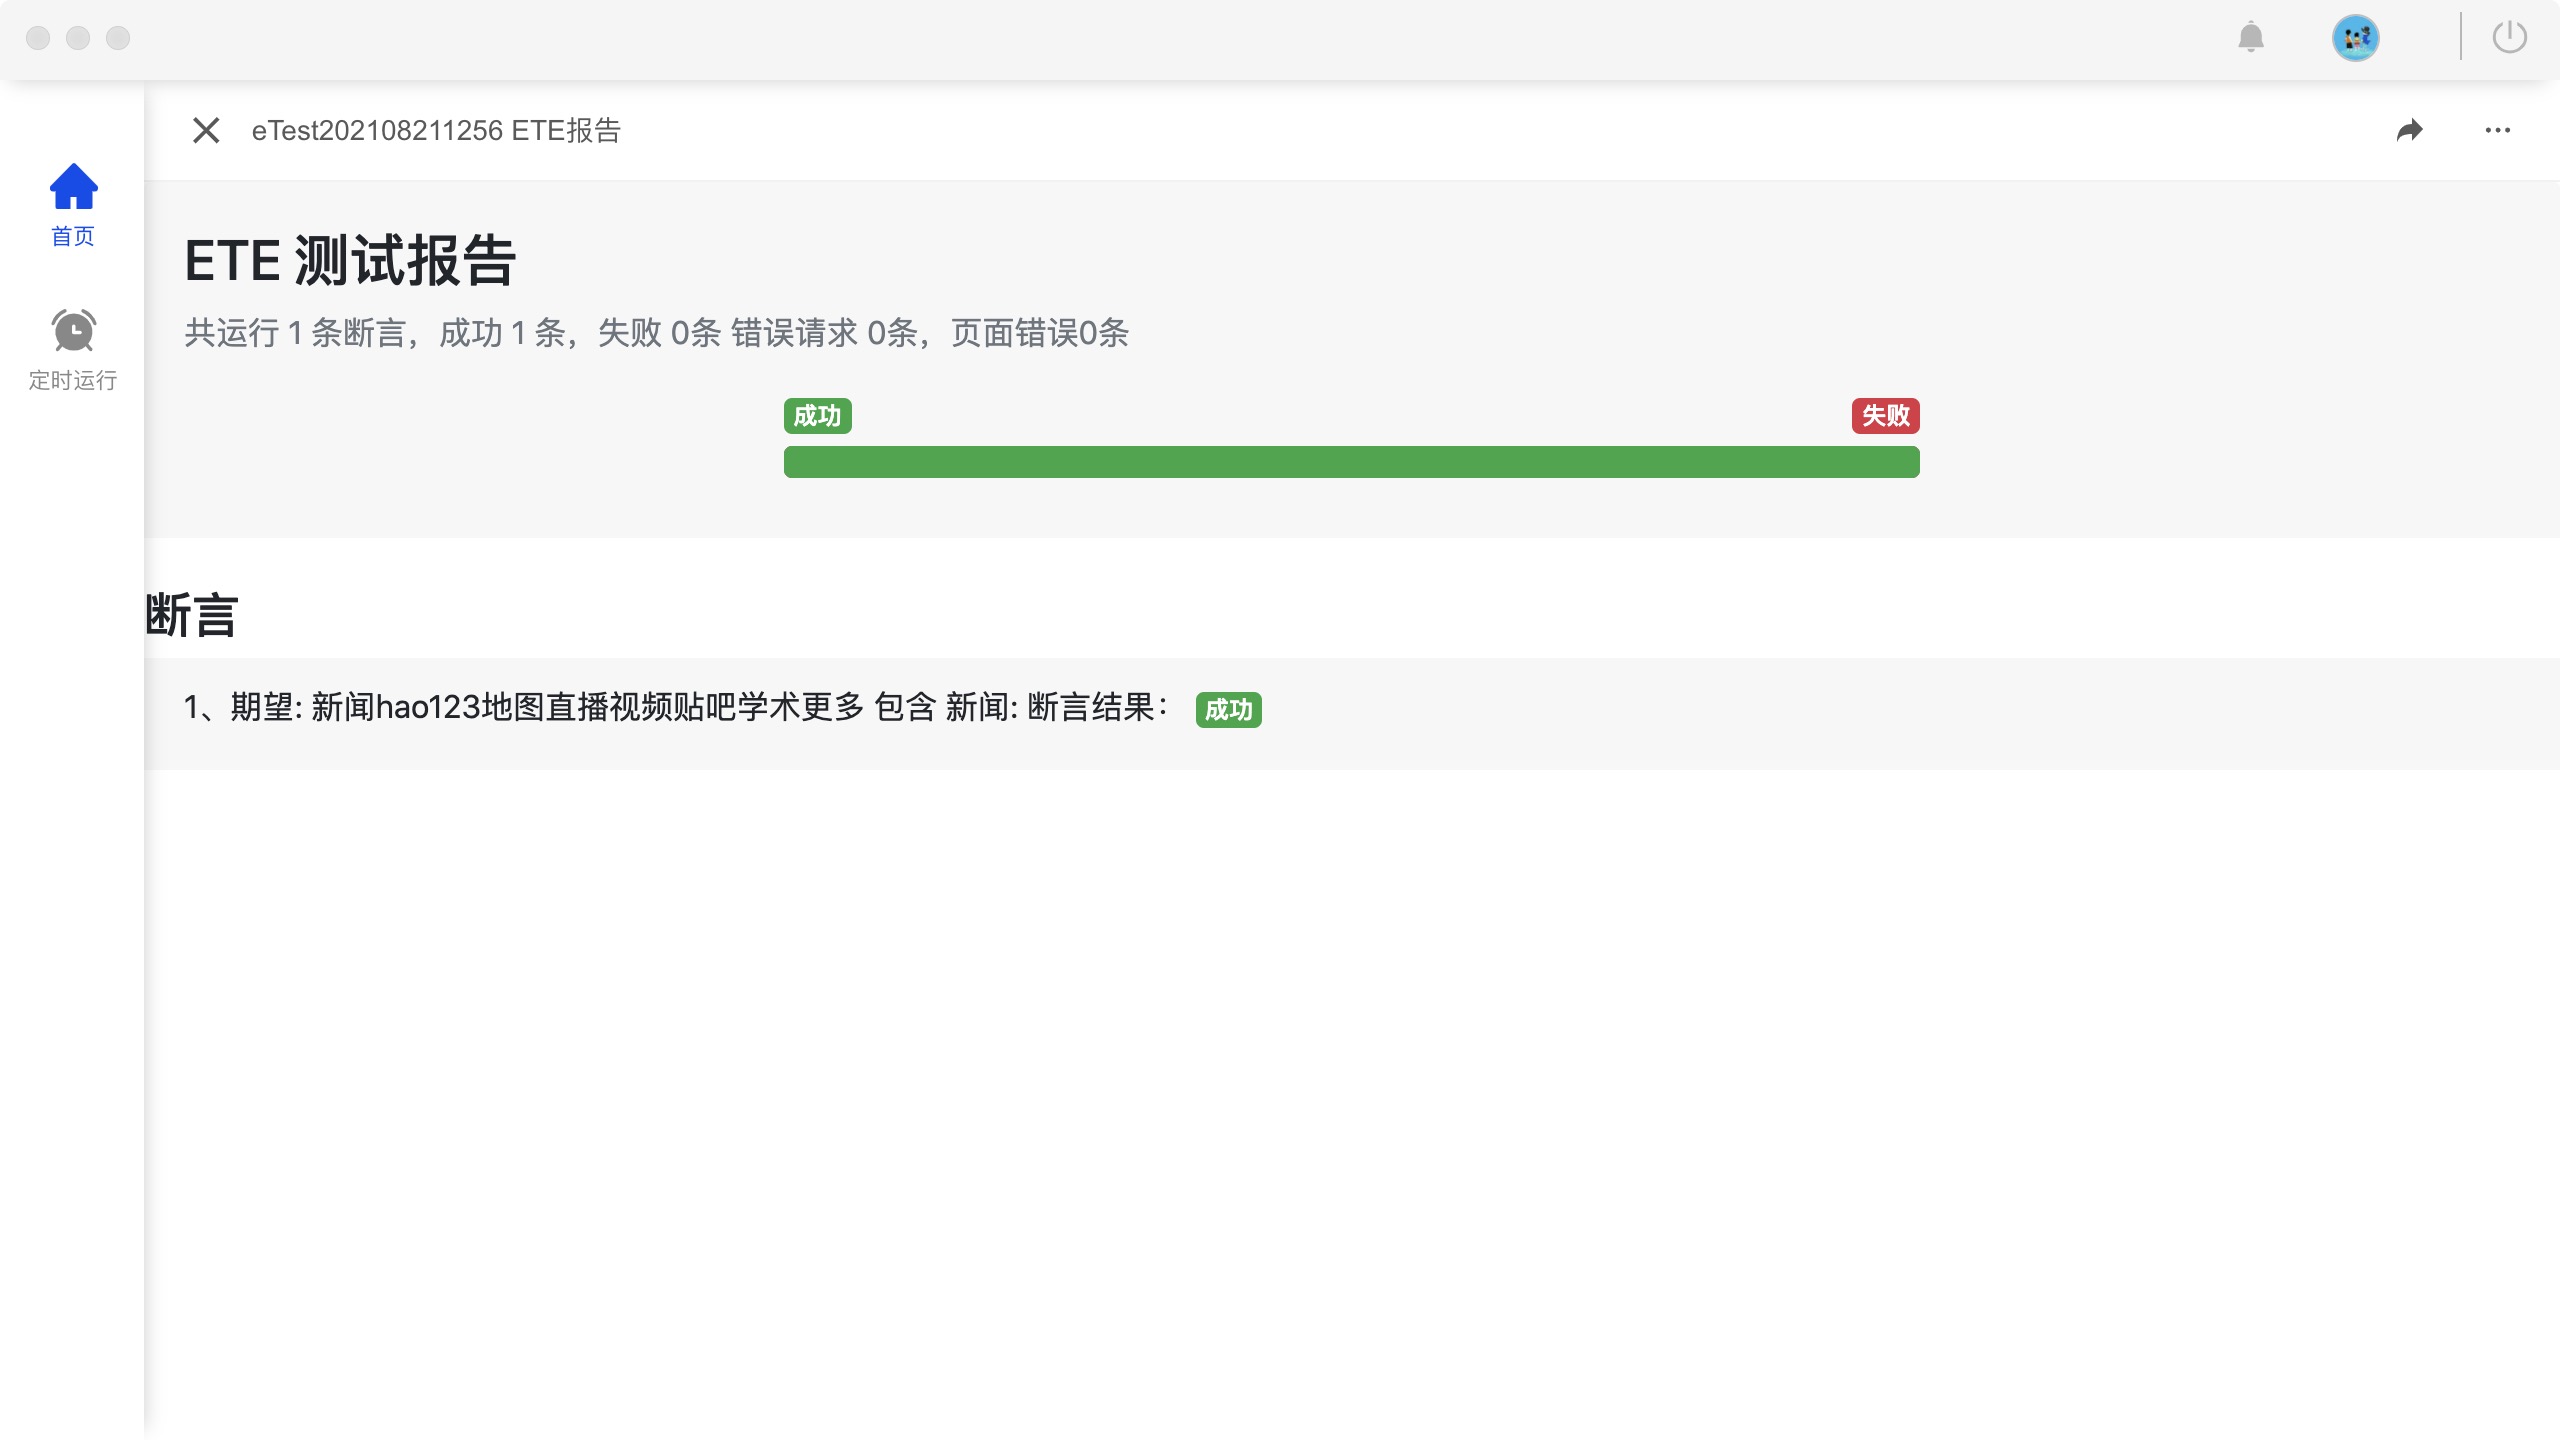 eTest202108211256 ETE报告
首页
定时运行
ETE 测试报告
共运行 1 条断言，成功 1 条，失败 0条 错误请求 0条，页面错误0条
成功 失败
断言
1、期望: 新闻hao123地图直播视频贴吧学术更多 包含 新闻: 断言结果： 成功